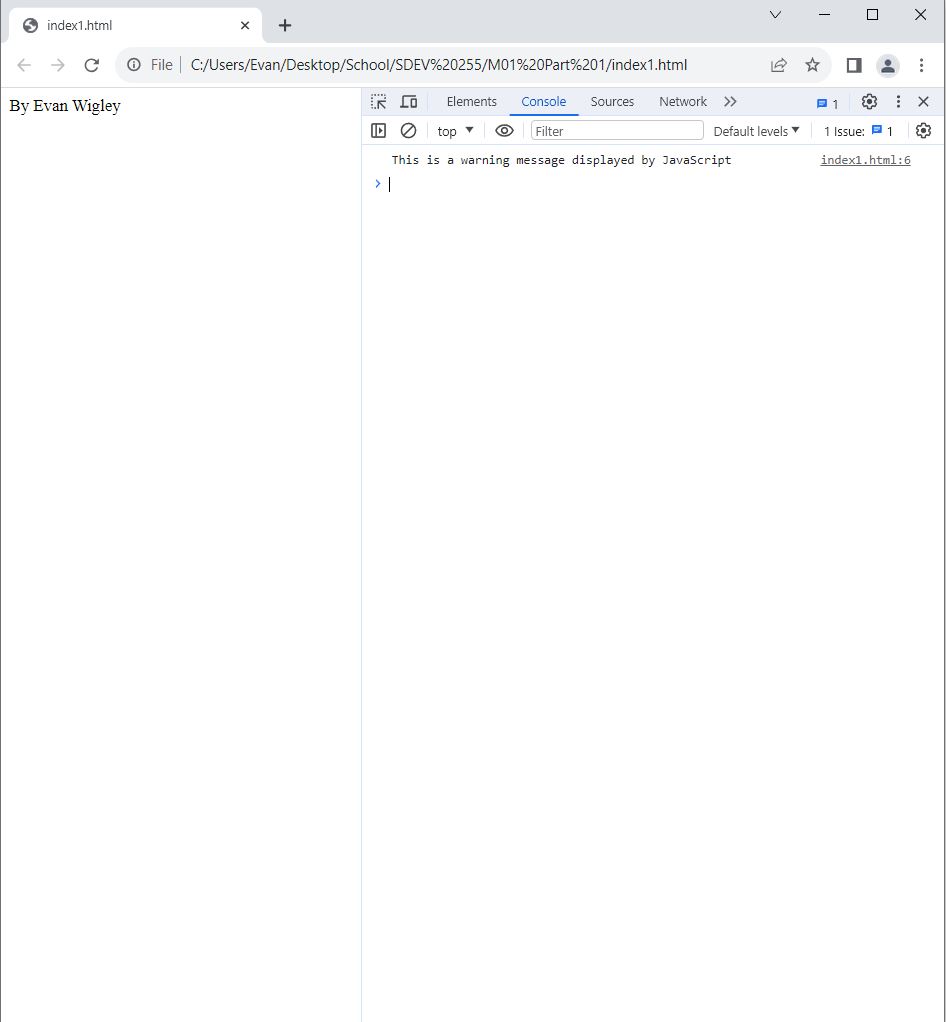 index1.html
File C:/Users/Evan/Desktop/School/SDEV%20255/M01%20Part%201/index1.html
By Evan Wigley
Elements Console Sources Network 1
top Filter Default levels 1 Issue: 1
This is a warning message displayed by JavaScript index1.html:6